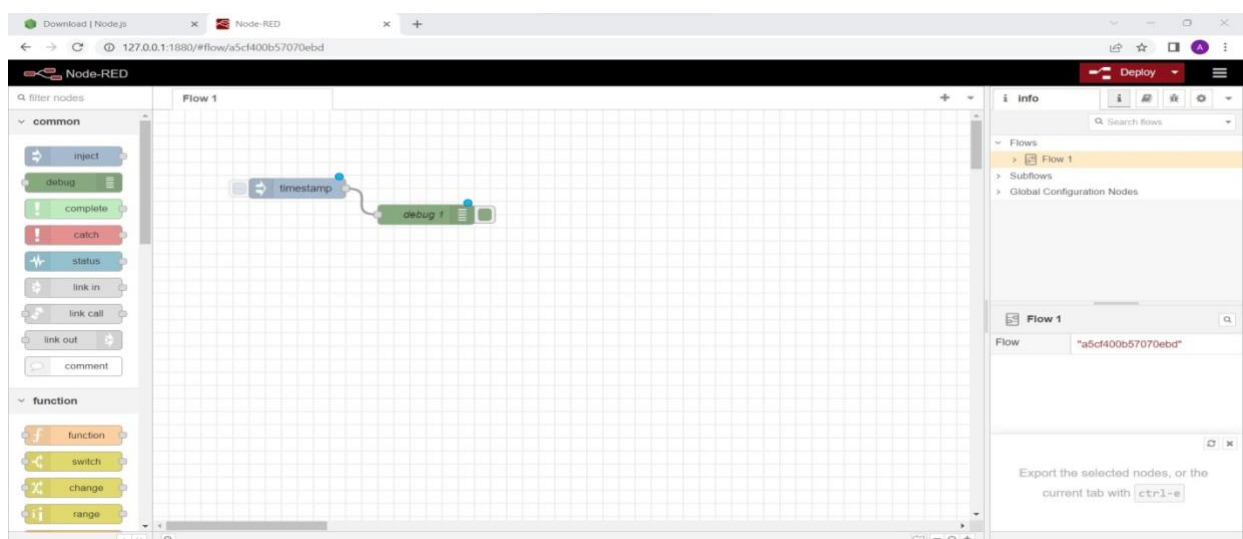 Download | Node.js
Node-RED
127.0.0.1:1880/#flow/a5cf400b57070ebd
A
Node-RED
Deploy
filter nodes
Flow 1
i info
i
Search flows
common
inject
debug
complete
catch
status
link in
link call
link out
comment
function
f function
switch
change
range
timestamp
debug 1
Flows
Flow 1
Subflows
Global Configuration Nodes
Flow 1
Flow "a5cf400b57070ebd"
Export the selected nodes, or the
current tab with ctrl-e